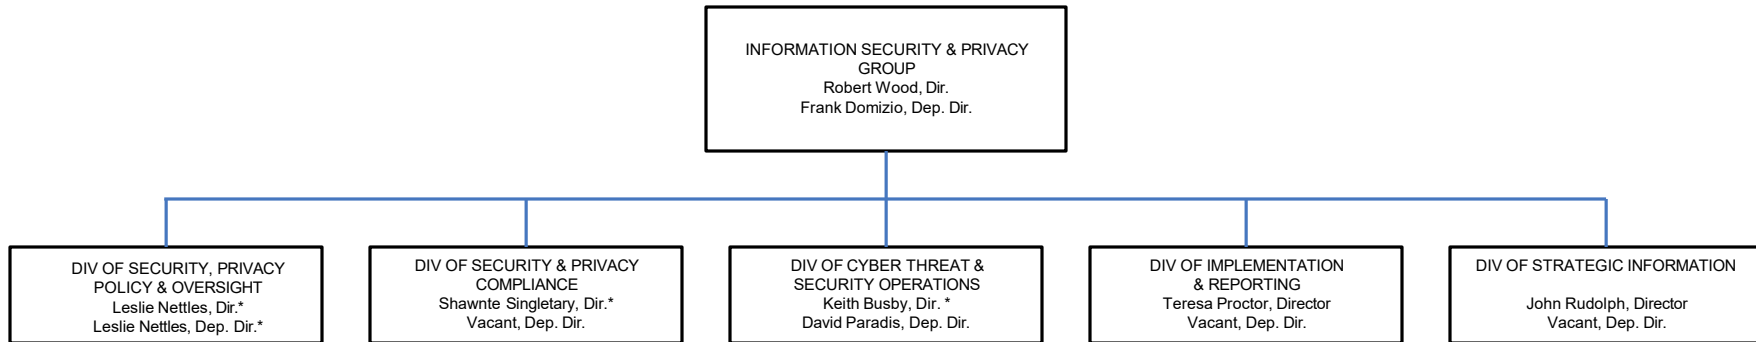 INFORMATION SECURITY & PRIVACY
GROUP
Robert Wood, Dir.
Frank Domizio, Dep. Dir.
DIV OF SECURITY, PRIVACY
POLICY & OVERSIGHT
Leslie Nettles, Dir.*
Leslie Nettles, Dep. Dir.*
DIV OF SECURITY & PRIVACY
COMPLIANCE
Shawnte Singletary, Dir.*
Vacant, Dep. Dir.
DIV OF CYBER THREAT &
SECURITY OPERATIONS
Keith Busby, Dir. *
David Paradis, Dep. Dir.
DIV OF IMPLEMENTATION
& REPORTING
Teresa Proctor, Director
Vacant, Dep. Dir.
DIV OF STRATEGIC INFORMATION
John Rudolph, Director
Vacant, Dep. Dir.